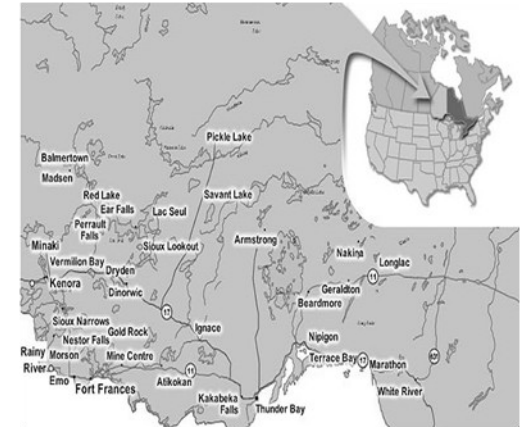 Pickle Lake
Balmertown
Madsen
Red Lake
Ear Falls
Savant Lake
Lac Seul
Perrault
Falls
Minaki
Sioux Lookout
Armstrong
Nakina
Longlac
Vermilion Bay
Dryden
11
Kenora
Dinorwic
Geraldton
Beardmore
17
Sioux Narrows
Gold Rock
Ignace
Nestor Falls
Nipigon
Rainy
River
Morson
Mine Centre
Terrace Bay
17
Marathon
Emo
11
Fort Frances
Atikokan
White River
Kakabeka
Falls
Thunder Bay